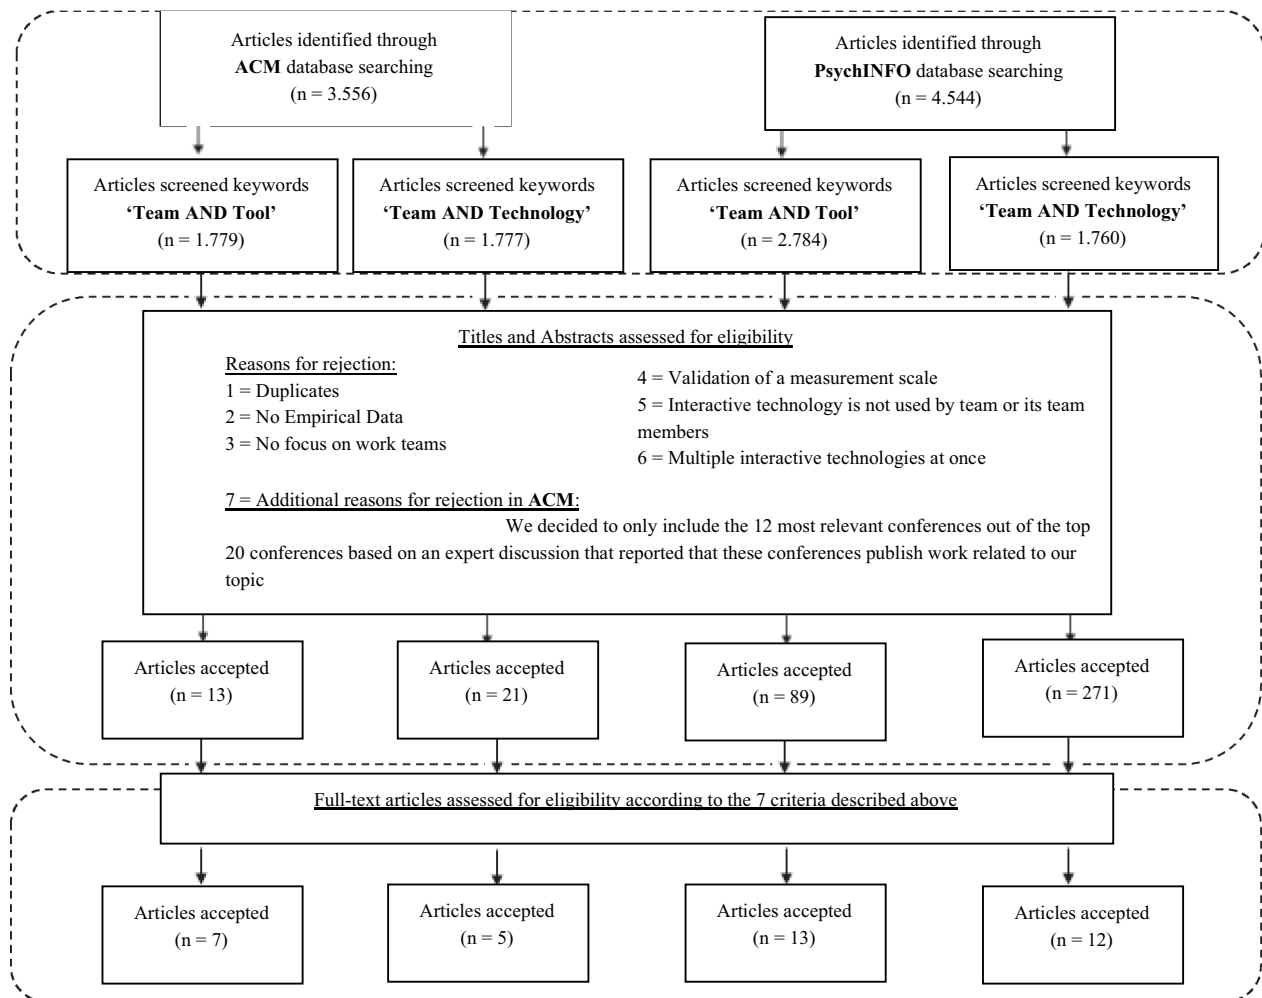 Articles identified through
ACM database searching
(n = 3.556)
Articles identified through
PsychINFO database searching
(n = 4.544)
Articles screened keywords
‘Team AND Tool’
(n = 1.779)
Articles screened keywords
‘Team AND Technology’
(n = 1.777)
Articles screened keywords
‘Team AND Tool’
(n = 2.784)
Articles screened keywords
‘Team AND Technology’
(n = 1.760)
Titles and Abstracts assessed for eligibility
Reasons for rejection:
1 = Duplicates
2 = No Empirical Data
3 = No focus on work teams
4 = Validation of a measurement scale
5 = Interactive technology is not used by team or its team
members
6 = Multiple interactive technologies at once
7 = Additional reasons for rejection in ACM:
We decided to only include the 12 most relevant conferences out of the top
20 conferences based on an expert discussion that reported that these conferences publish work related to our
topic
Articles accepted
(n = 13)
Articles accepted
(n = 21)
Articles accepted
(n = 89)
Articles accepted
(n = 271)
Full-text articles assessed for eligibility according to the 7 criteria described above
Articles accepted
(n = 7)
Articles accepted
(n = 5)
Articles accepted
(n = 13)
Articles accepted
(n = 12)